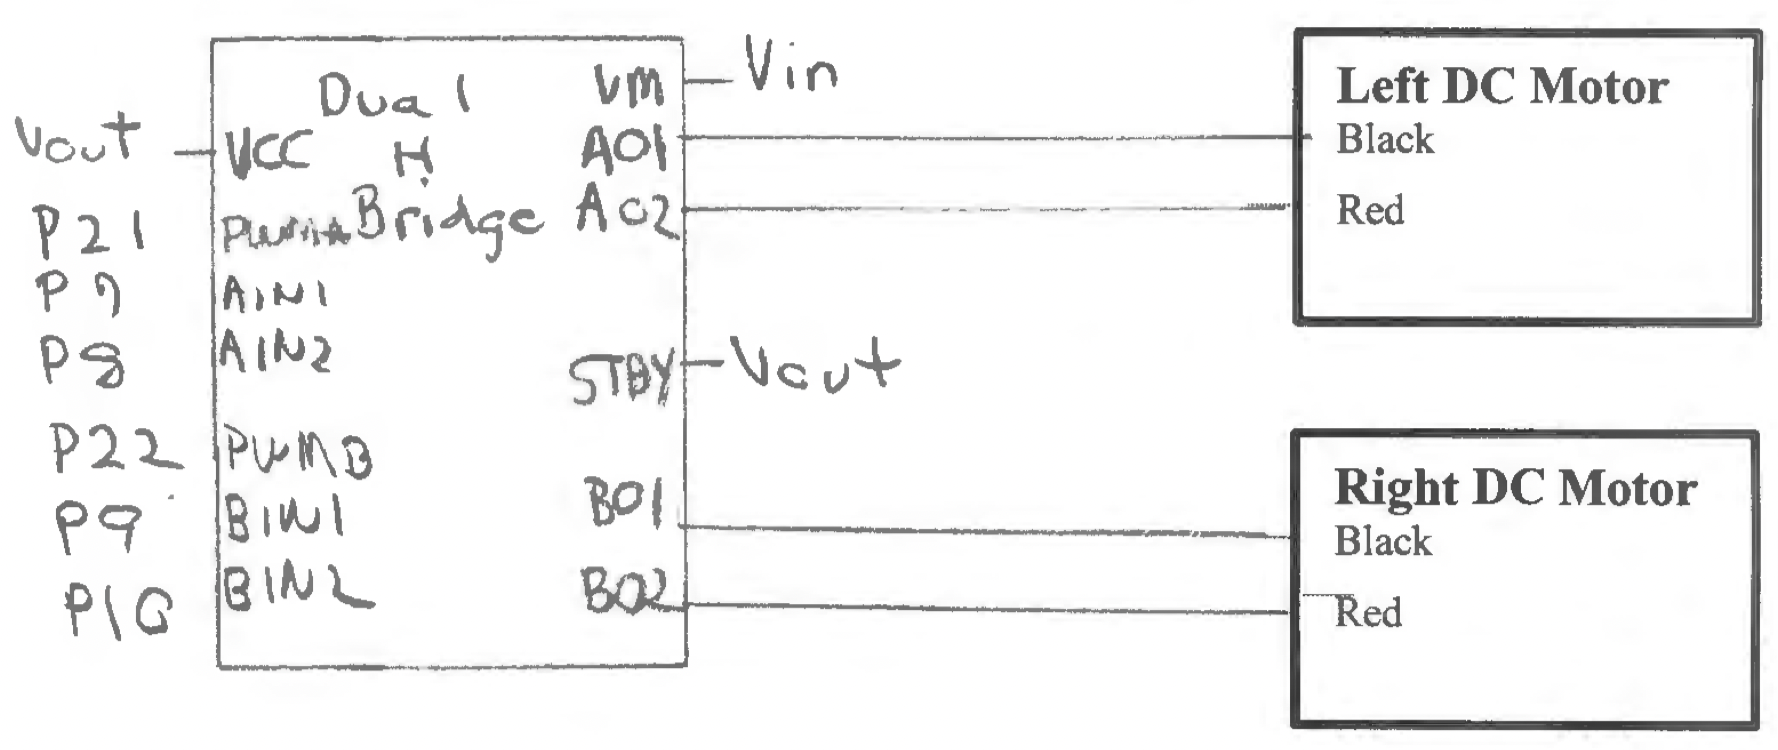 Dual
H
Bridge
Vout
VCC
P21
PWMA
P7
AIN1
P8
AIN2
P22
PWMB
P9
BIN1
P10
BIN2
VM
Vin
AO1
AO2
STBY
Vout
BO1
BO2
Left DC Motor
Black
Red
Right DC Motor
Black
Red